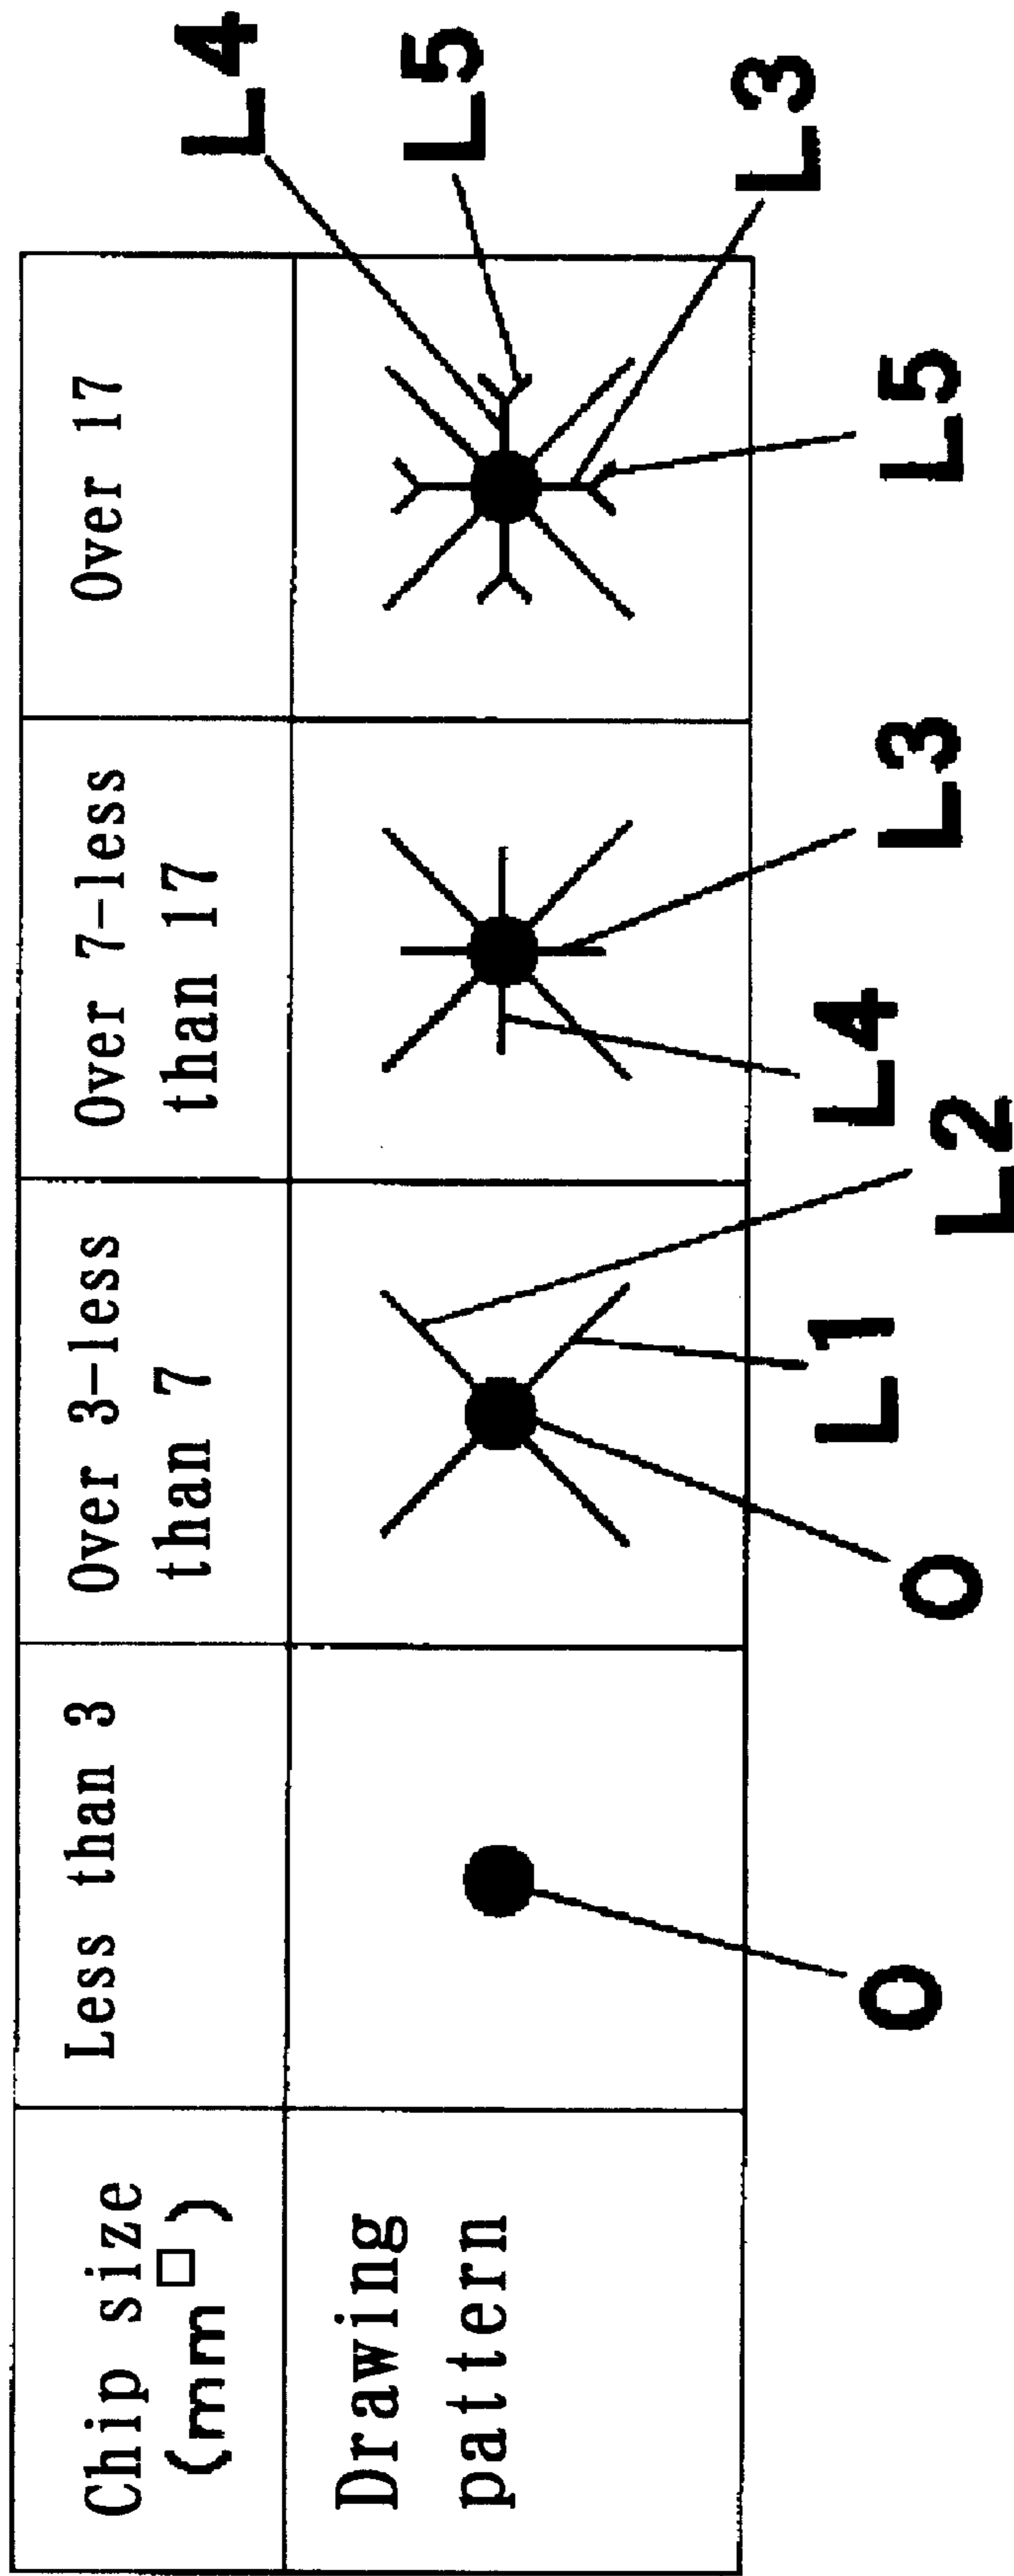 Chip size
(mm□)
Less than 3
Over 3-less
than 7
Over 7-less
than 17
Over 17
Drawing
pattern
L4
L5
L3
O
O
L1
L2
L4
L3
L5